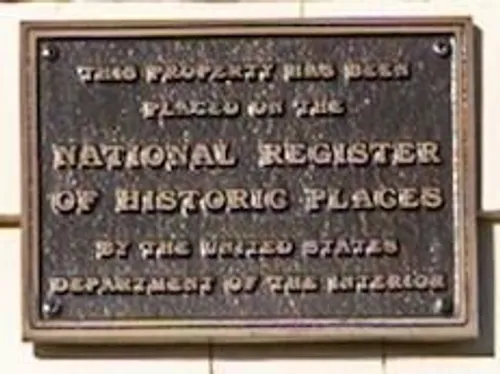 THIS PROPERTY HAS BEEN
PLACED ON THE
NATIONAL REGISTER
OF HISTORIC PLACES
BY THE UNITED STATES
DEPARTMENT OF THE INTERIOR